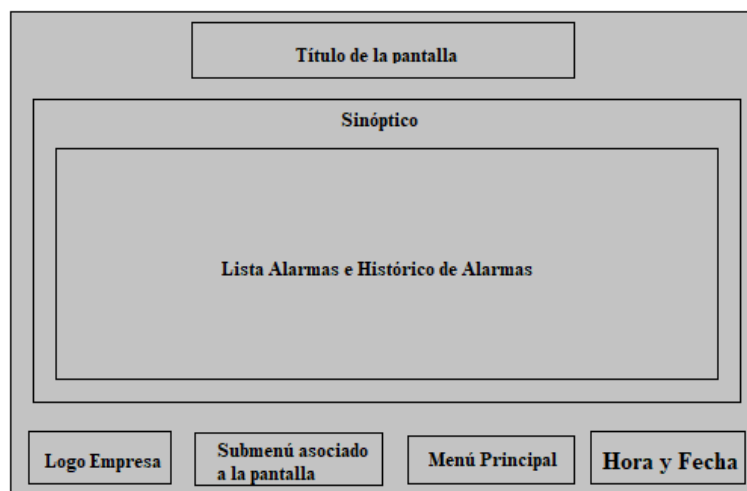 Título de la pantalla
Sinóptico
Lista Alarmas e Histórico de Alarmas
Logo Empresa
Submenú asociado
a la pantalla
Menú Principal
Hora y Fecha